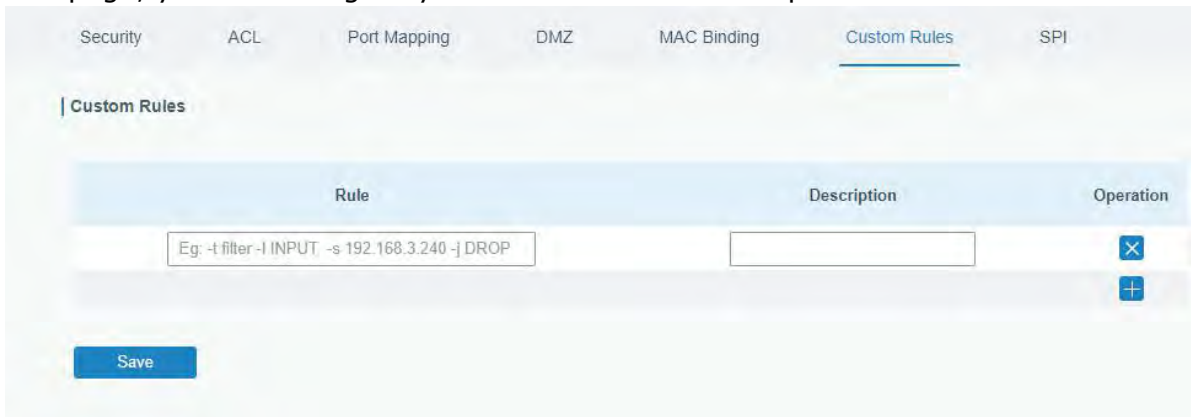 Security ACL Port Mapping DMZ MAC Binding Custom Rules SPI
Custom Rules
Rule Description Operation
Eg: -t filter -I INPUT -s 192.168.3.240 -j DROP
Save